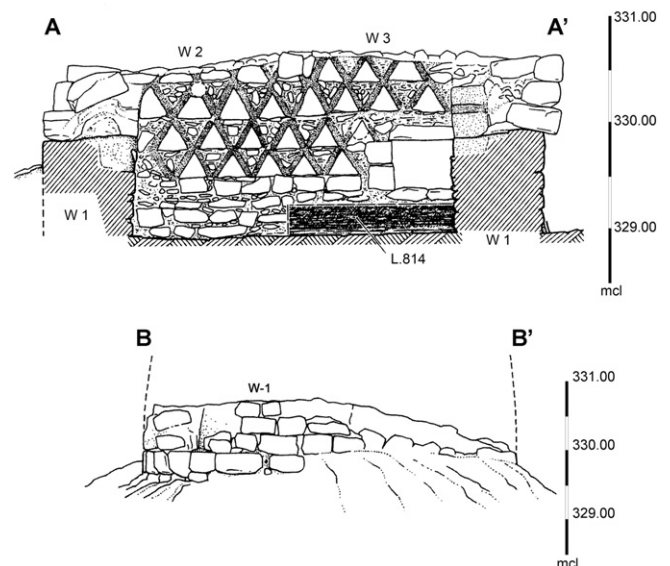 A A’
W 2 W 3
331.00
330.00
329.00
W 1 W 1
L.814
mcl
B B’
W-1
331.00
330.00
329.00
mcl